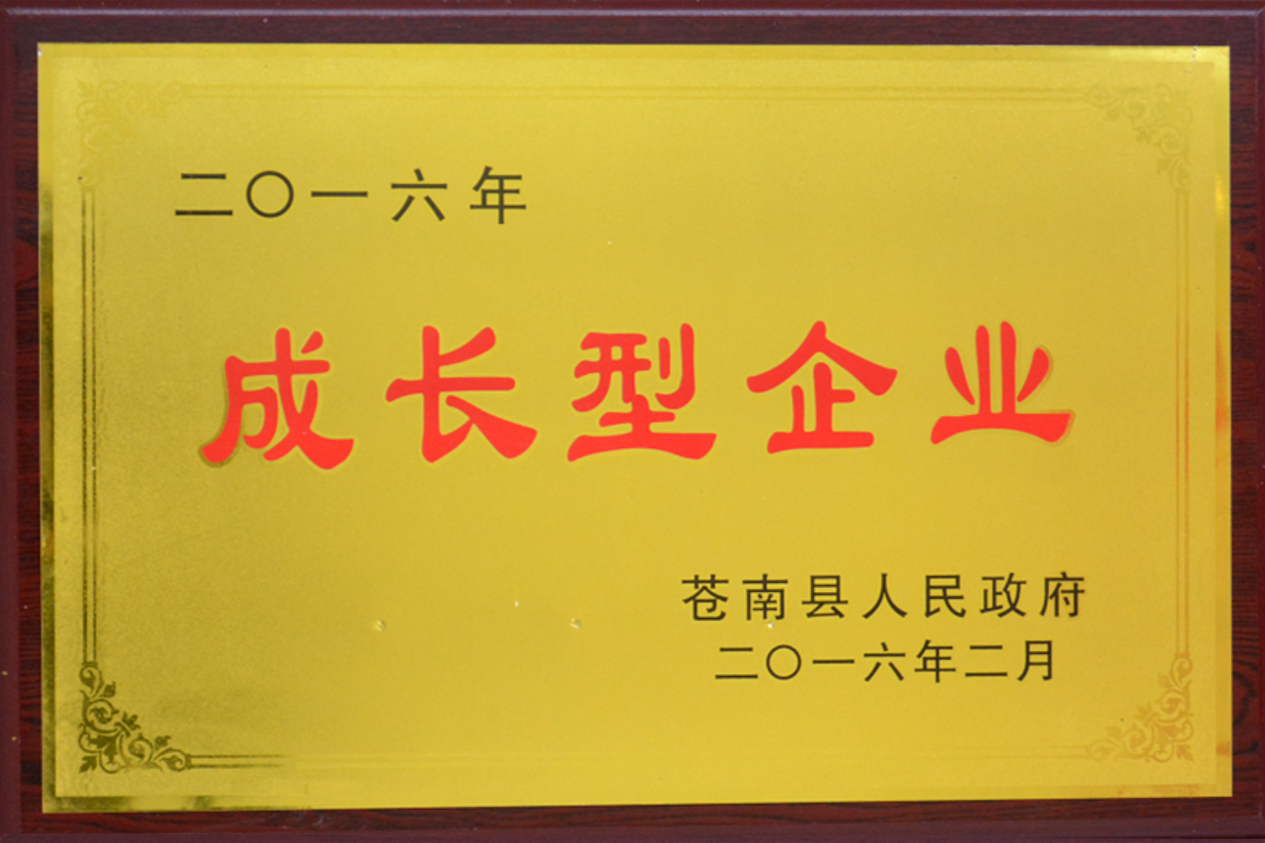 二〇一六年
成长型企业
苍南县人民政府
二〇一六年二月